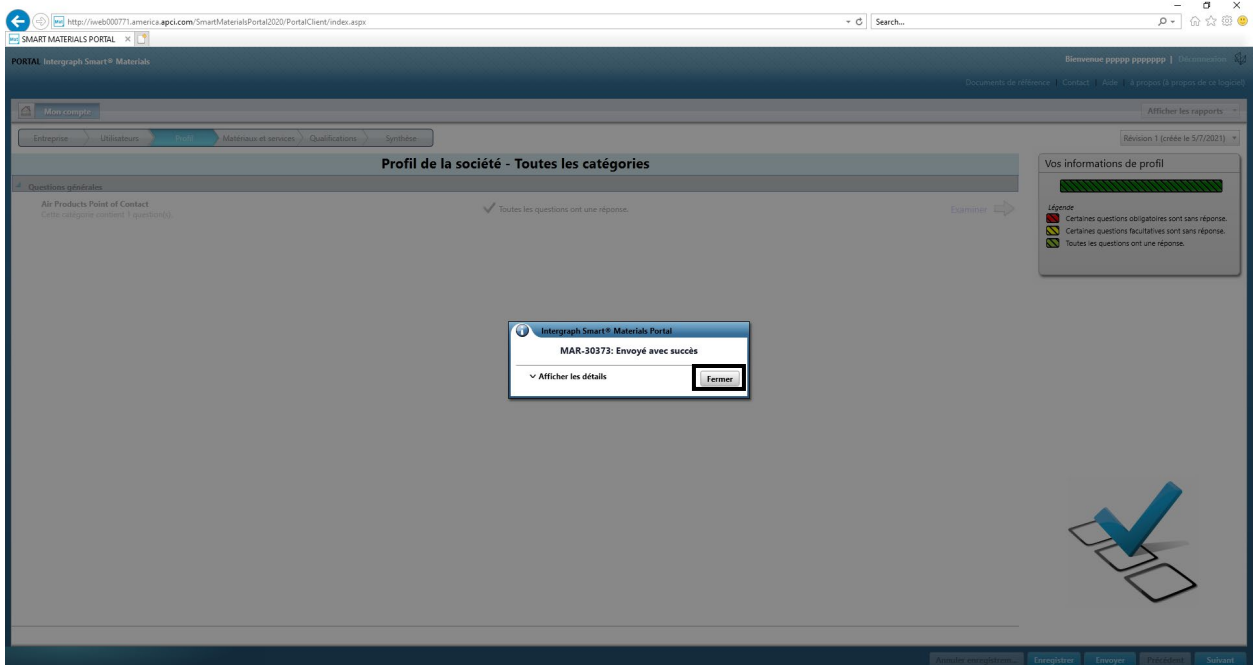 http://iweb000771.america.apci.com/SmartMaterialsPortal2020/PortalClient/index.aspx
Search...
SMART MATERIALS PORTAL
PORTAL Intergraph Smart® Materials
Bienvenue ppppp ppppppp | Déconnexion
Documents de référence | Contact | Aide | à propos (à propos de ce logiciel)
Mon compte
Afficher les rapports
Entreprise Utilisateurs Profil Matériaux et services Qualifications Synthèse
Révision 1 (créée le 5/7/2021)
Profil de la société - Toutes les catégories
Vos informations de profil
Questions générales
Air Products Point of Contact
Cette catégorie contient 1 question(s)
Toutes les questions ont une réponse.
Examiner
Légende
Certaines questions obligatoires sont sans réponse.
Certaines questions facultatives sont sans réponse.
Toutes les questions ont une réponse.
Intergraph Smart® Materials Portal
MAR-30373: Envoyé avec succès
Afficher les détails
Fermer
Annuler enregistrem... Enregistrer Envoyer Précédent Suivant